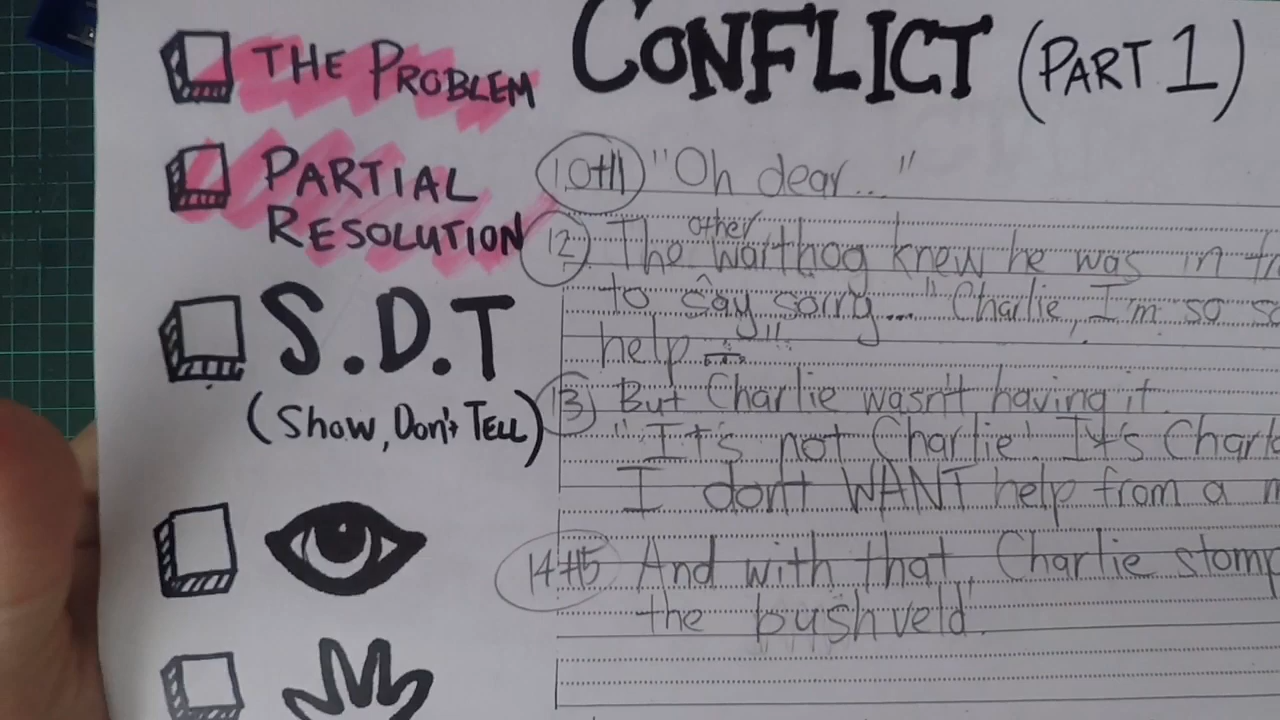 CONFLICT (PART 1)
THE PROBLEM
PARTIAL
RESOLUTION
S.D.T
(Show, Don't TELL)
10+11 "Oh dear..."
12 The other warthog knew he was in
to say sorry... "Charlie, I'm so
help
13 But Charlie wasn't having it.
"It's not Charlie! It's
I don't WANT help from a
14+15 And with that, Charlie
the bushveld.